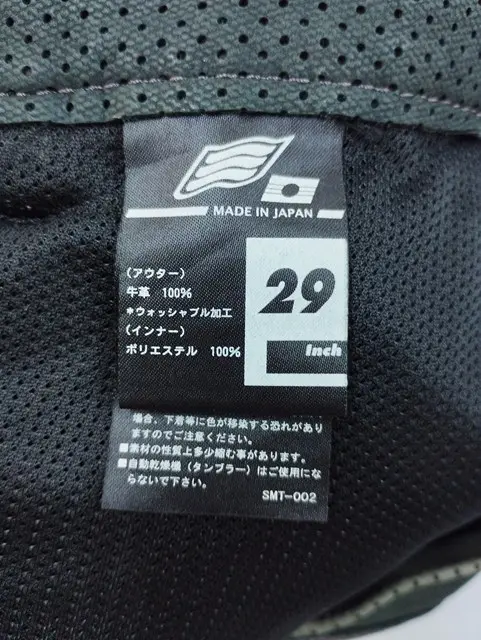 MADE IN JAPAN
(アウター)
牛革 100%
*ウォッシャブル加工
(インナー)
ポリエステル 100%
29
inch
場合、下着等に色が移染する恐れがあり
ますのでご注意ください。
■素材の性質上多少縮む事があります。
■自動乾燥機(タンブラー)はご使用にな
らないで下さい。
SMT-002